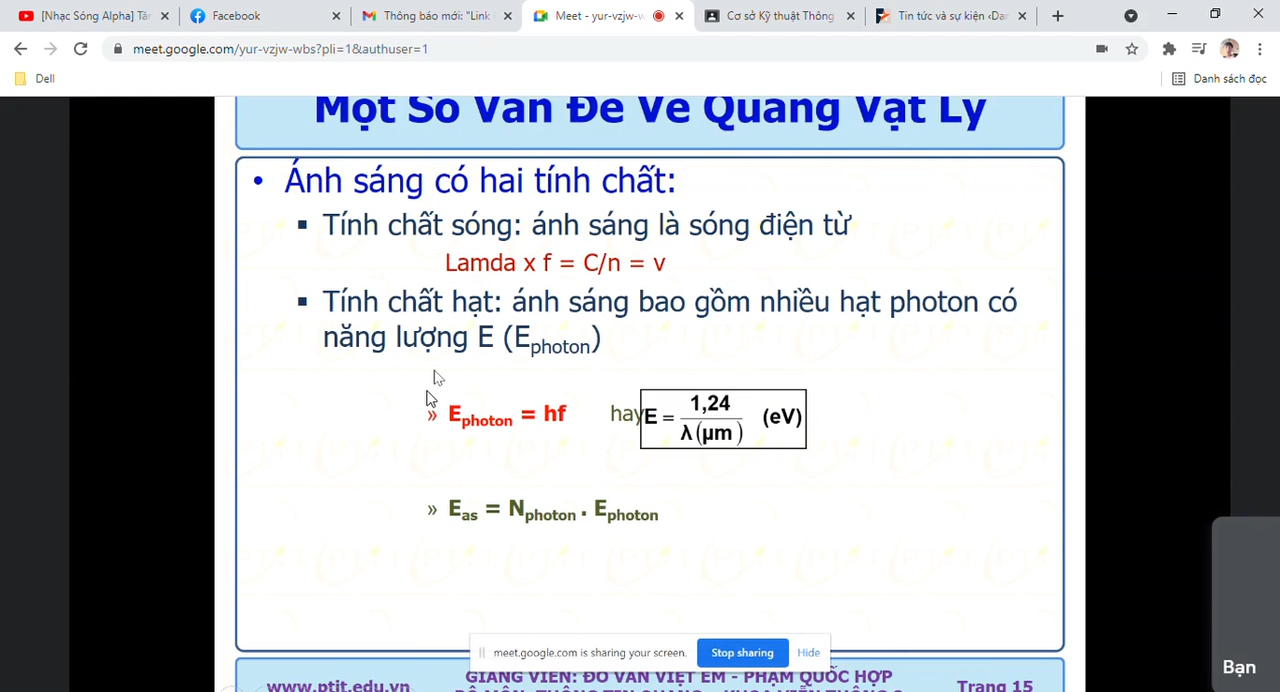 [Nhạc Sóng Alpha] Tăn
Facebook
Thông báo mới: "Link
Meet - yur-vzjw-w
Cơ sở Kỹ thuật Thông
Tin tức và sự kiện ‹Dan
meet.google.com/yur-vzjw-wbs?pli=1&authuser=1
Dell
Danh sách đọc
Một Số Vấn Đề Về Quang Vật Lý
• Ánh sáng có hai tính chất:
▪ Tính chất sóng: ánh sáng là sóng điện từ
Lamda x f = C/n = v
▪ Tính chất hạt: ánh sáng bao gồm nhiều hạt photon có
năng lượng E (Ephoton)
» Ephoton = hf hay E = 1,24 / λ(µm) (eV)
» Eas = Nphoton . Ephoton
meet.google.com is sharing your screen. Stop sharing Hide
Bạn
GIẢNG VIÊN: ĐỖ VĂN VIỆT EM - PHẠM QUỐC HỢP
www.ptit.edu.vn
Trang 15